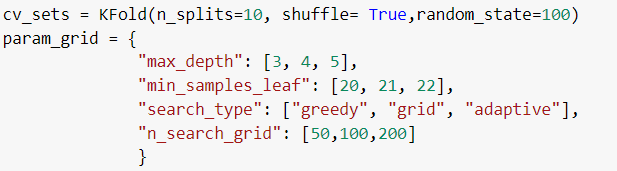 cv_sets = KFold(n_splits=10, shuffle= True,random_state=100)
param_grid = {
"max_depth": [3, 4, 5],
"min_samples_leaf": [20, 21, 22],
"search_type": ["greedy", "grid", "adaptive"],
"n_search_grid": [50,100,200]
}